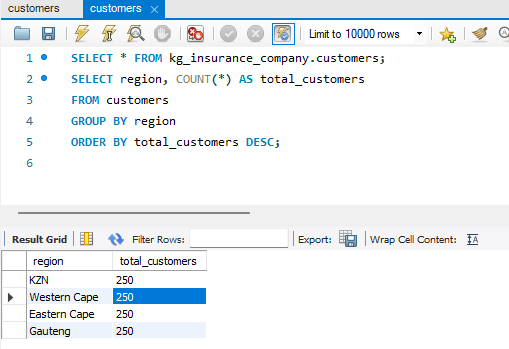 customers
customers
Limit to 10000 rows
1 SELECT * FROM kg_insurance_company.customers;
2 SELECT region, COUNT(*) AS total_customers
3 FROM customers
4 GROUP BY region
5 ORDER BY total_customers DESC;
6
Result Grid Filter Rows: Export: Wrap Cell Content:
region total_customers
KZN 250
Western Cape 250
Eastern Cape 250
Gauteng 250